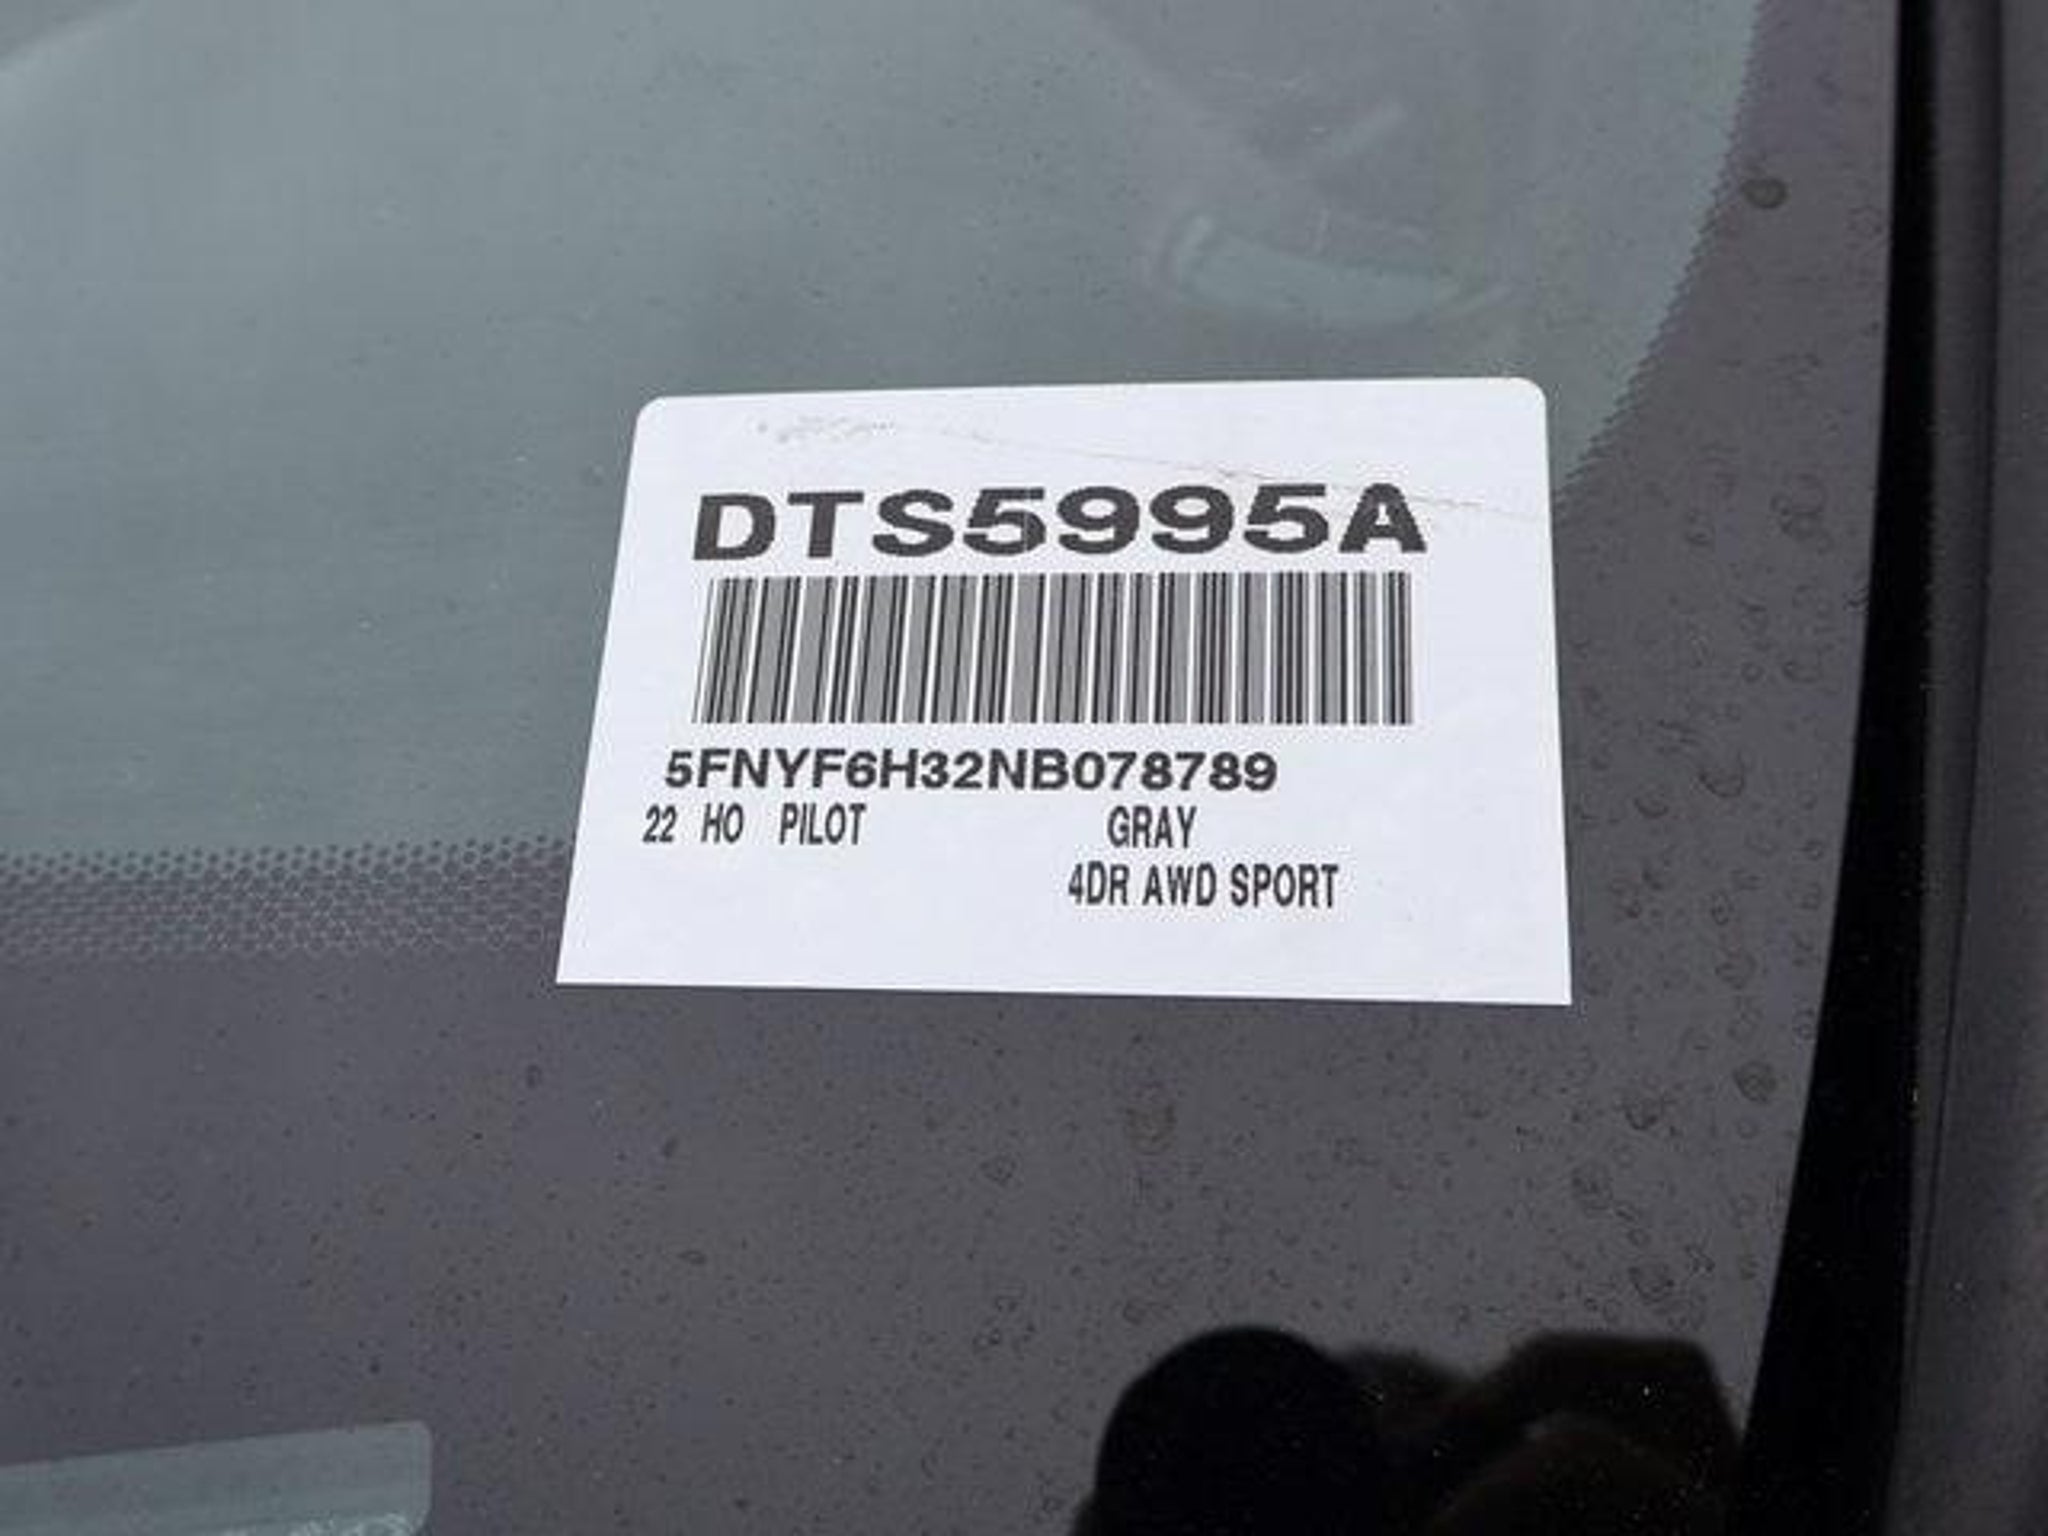 DTS5995A
5FNYF6H32NB078789
22 HO PILOT GRAY
4DR AWD SPORT